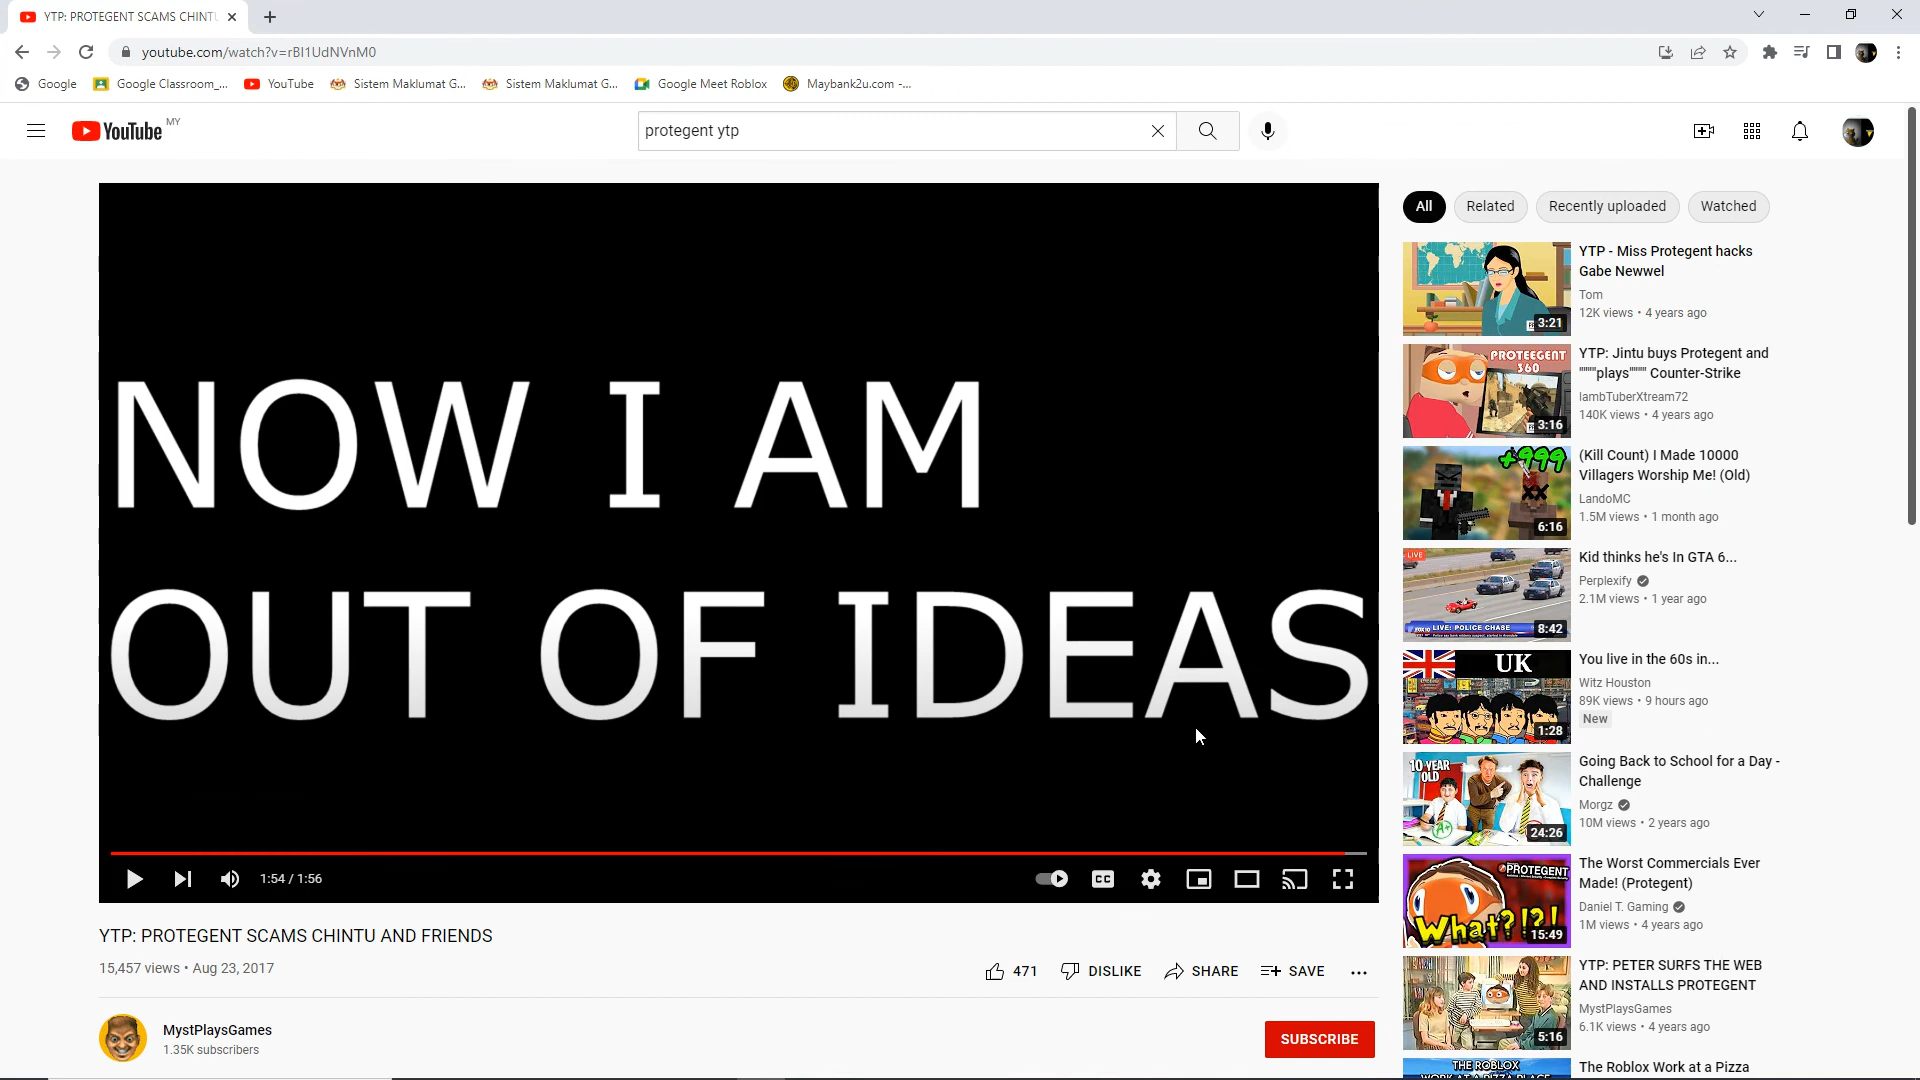 YTP: PROTEGENT SCAMS CHINTU
youtube.com/watch?v=rBI1UdNVnM0
Google
Google Classroom_...
YouTube
Sistem Maklumat G...
Sistem Maklumat G...
Google Meet Roblox
Maybank2u.com -...
YouTube MY
protegent ytp
NOW I AM
OUT OF IDEAS
1:54 / 1:56
CC
YTP: PROTEGENT SCAMS CHINTU AND FRIENDS
15,457 views • Aug 23, 2017
471
DISLIKE
SHARE
SAVE
MystPlaysGames
1.35K subscribers
SUBSCRIBE
All
Related
Recently uploaded
Watched
3:21
YTP - Miss Protegent hacks
Gabe Newwel
Tom
12K views • 4 years ago
PROTEEGENT
360
3:16
YTP: Jintu buys Protegent and
""""plays"""" Counter-Strike
IambTuberXtream72
140K views • 4 years ago
+999
6:16
(Kill Count) I Made 10000
Villagers Worship Me! (Old)
LandoMC
1.5M views • 1 month ago
LIVE
LIVE: POLICE CHASE
8:42
Kid thinks he's In GTA 6...
Perplexify
2.1M views • 1 year ago
UK
1:28
You live in the 60s in...
Witz Houston
89K views • 9 hours ago
New
10 YEAR
OLD
A+
24:26
Going Back to School for a Day -
Challenge
Morgz
10M views • 2 years ago
PROTEGENT
What?!?!
15:49
The Worst Commercials Ever
Made! (Protegent)
Daniel T. Gaming
1M views • 4 years ago
5:16
YTP: PETER SURFS THE WEB
AND INSTALLS PROTEGENT
MystPlaysGames
6.1K views • 4 years ago
THE ROBLOX
The Roblox Work at a Pizza